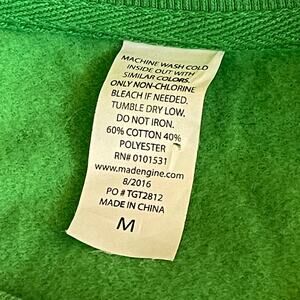 MACHINE WASH COLD
INSIDE OUT WITH
SIMILAR COLORS.
ONLY NON-CHLORINE
BLEACH IF NEEDED.
TUMBLE DRY LOW.
DO NOT IRON.
60% COTTON 40%
POLYESTER
RN# 0101531
www.madengine.com
8/2016
PO # TGT2812
MADE IN CHINA
M